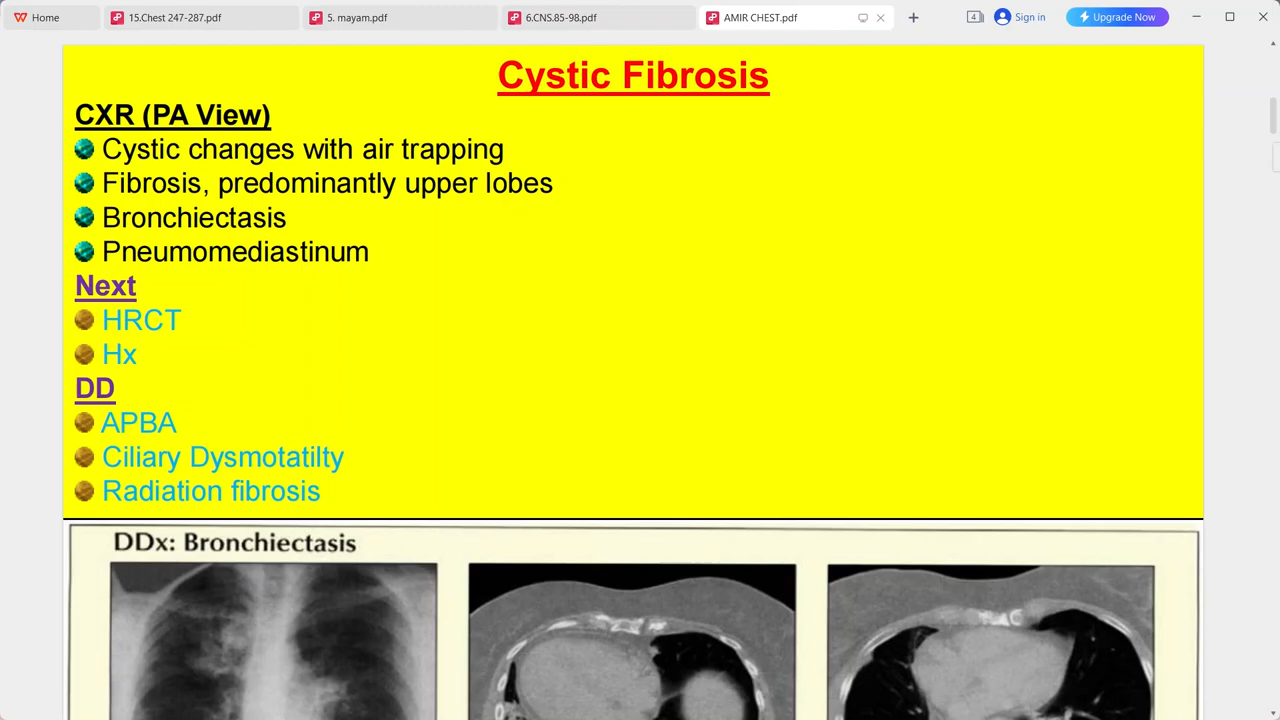 Home
15.Chest 247-287.pdf
5. mayam.pdf
6.CNS.85-98.pdf
AMIR CHEST.pdf
4
Sign in
Upgrade Now
Cystic Fibrosis
CXR (PA View)
Cystic changes with air trapping
Fibrosis, predominantly upper lobes
Bronchiectasis
Pneumomediastinum
Next
HRCT
Hx
DD
APBA
Ciliary Dysmotatilty
Radiation fibrosis
DDx: Bronchiectasis